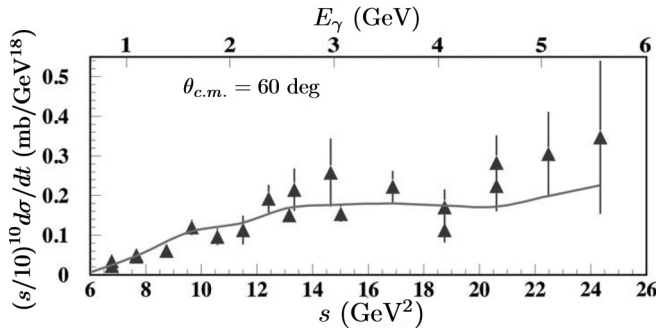 E_γ (GeV)
1 2 3 4 5 6
(s/10)^10 dσ/dt (mb/GeV^18)
0.5
0.4
0.3
0.2
0.1
0
θ_c.m. = 60 deg
6 8 10 12 14 16 18 20 22 24 26
s (GeV^2)